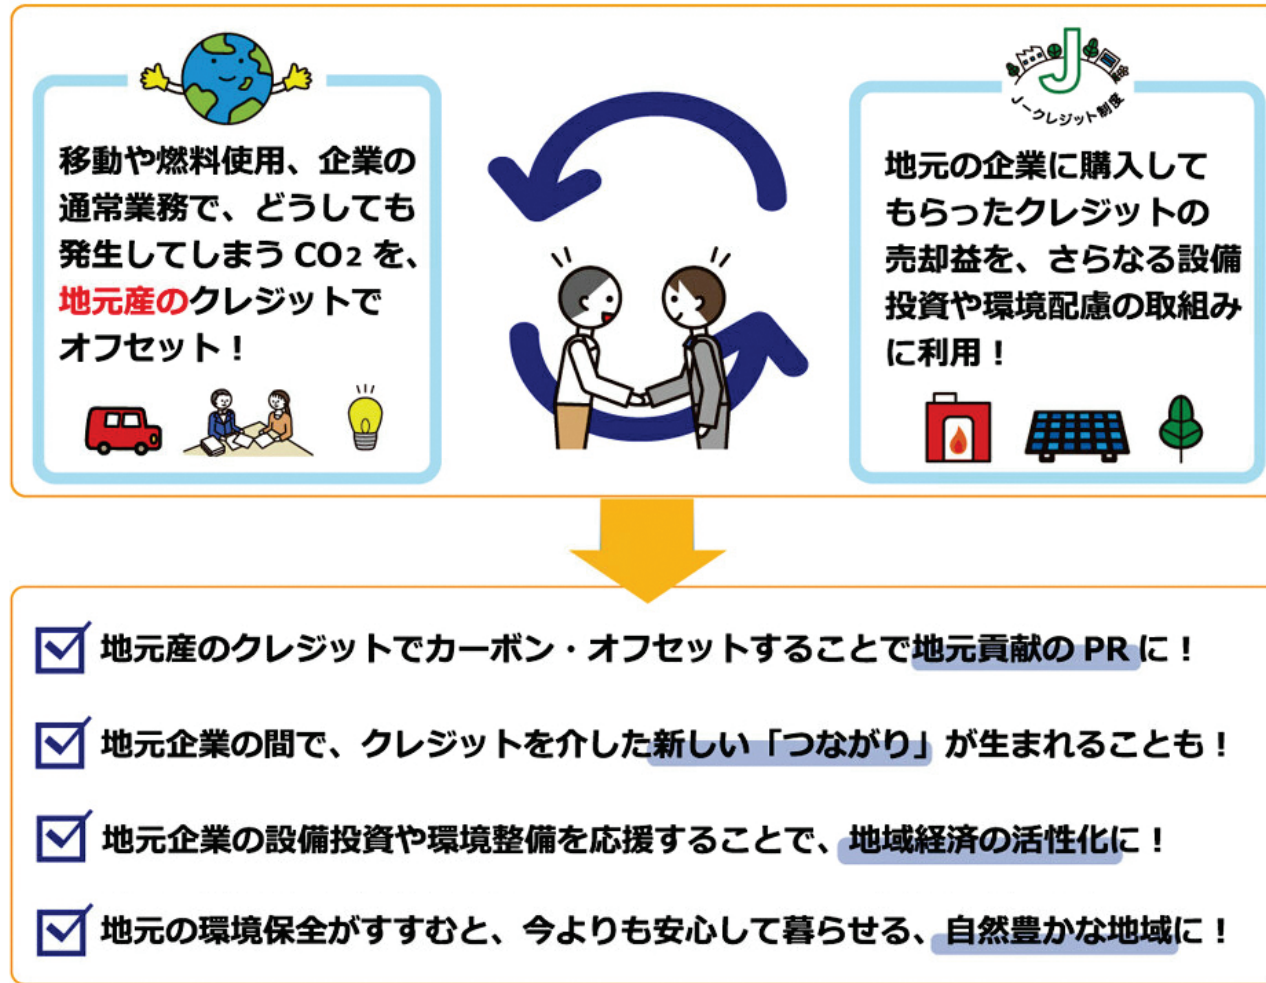 移動や燃料使用、企業の
通常業務で、どうしても
発生してしまう CO2 を、
地元産のクレジットで
オフセット！
J－クレジット制度
地元の企業に購入して
もらったクレジットの
売却益を、さらなる設備
投資や環境配慮の取組み
に利用！
地元産のクレジットでカーボン・オフセットすることで地元貢献の PR に！
地元企業の間で、クレジットを介した新しい「つながり」が生まれることも！
地元企業の設備投資や環境整備を応援することで、地域経済の活性化に！
地元の環境保全がすすむと、今よりも安心して暮らせる、自然豊かな地域に！